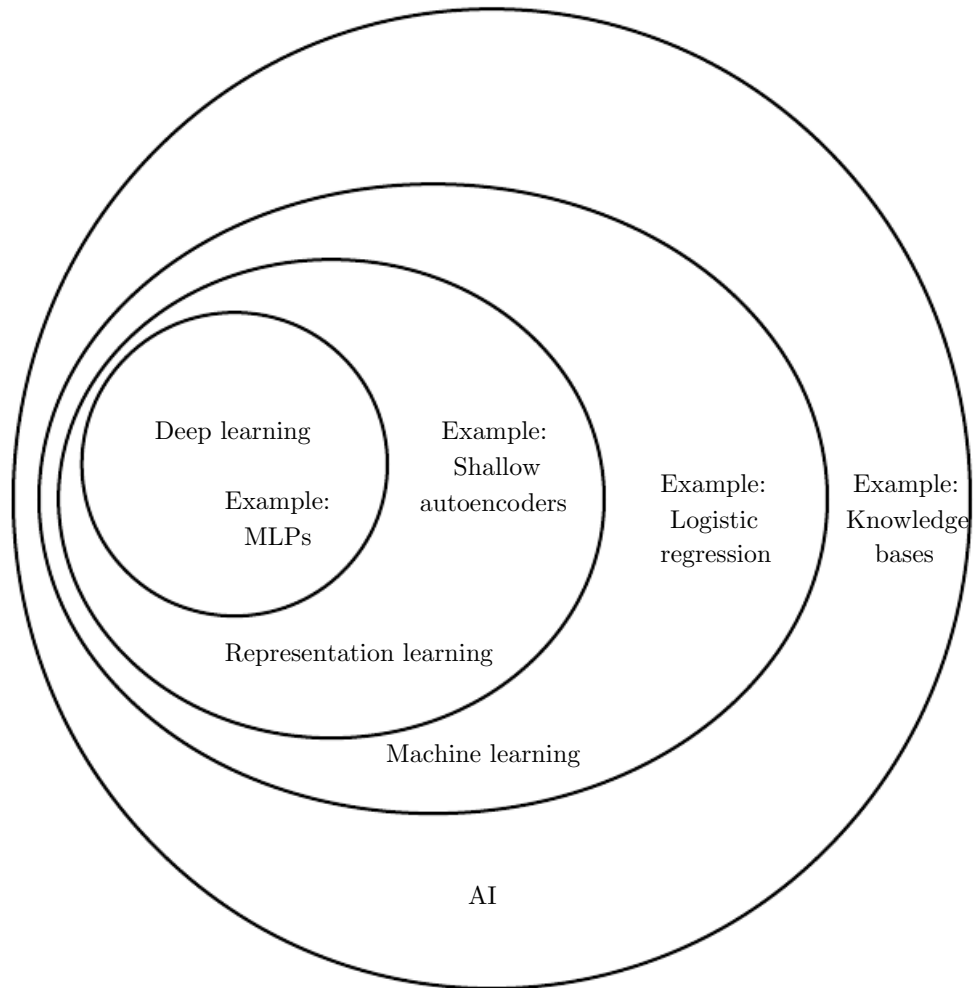 Deep learning
Example:
MLPs
Example:
Shallow
autoencoders
Example:
Logistic
regression
Example:
Knowledge
bases
Representation learning
Machine learning
AI